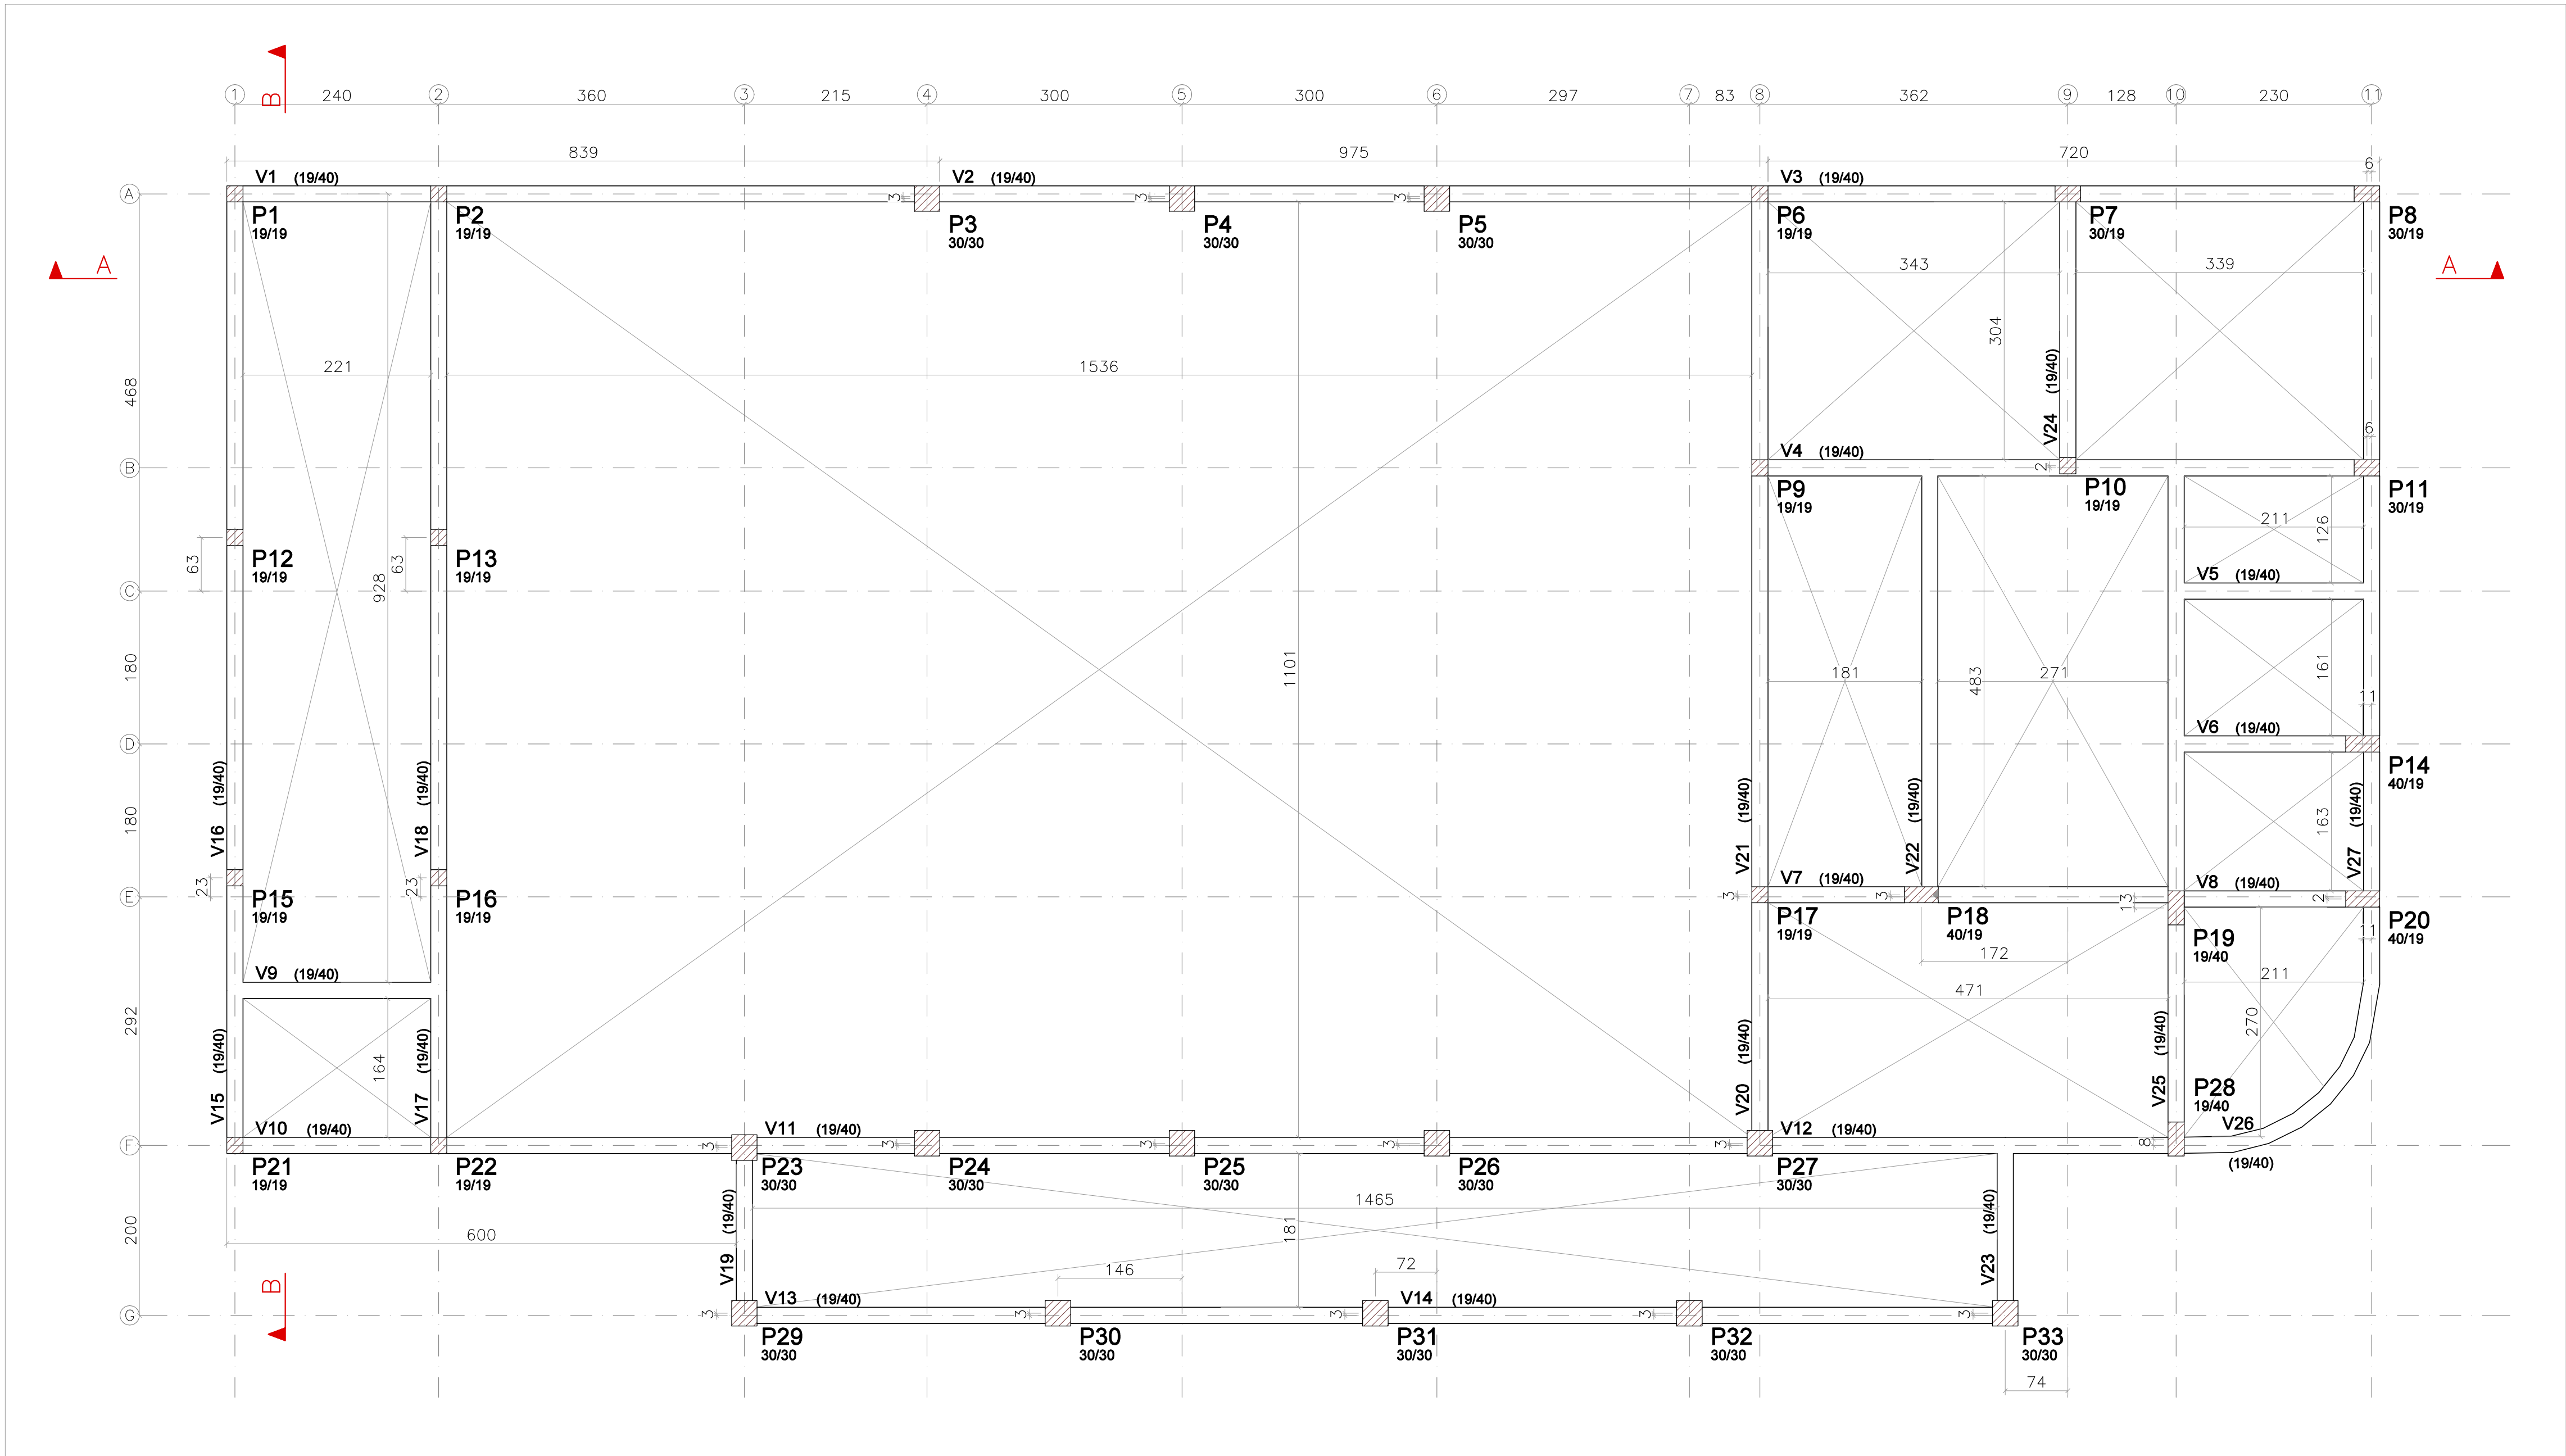 B
1 240 2 360 3 215 4 300 5 300 6 297 7 83 8 362 9 128 10 230 11
839 975 720
6
A V1 (19/40) 3 3 3 V2 (19/40) V3 (19/40)
P1 P2 P3 P4 P5 P6 P7 P8
19/19 19/19 30/30 30/30 30/30 19/19 30/19 30/19
A A
343 339
304
221 1536
468
V24 (19/40)
6
B V4 (19/40) 2
P9 P10 P11
19/19 19/19 30/19
211 126
63 P12 63 P13
19/19 19/19
928
V5 (19/40)
C
1101
180 181 483 271 161
11
V6 (19/40)
D
P14
40/19
V16 (19/40) V18 (19/40) V21 (19/40) V22 (19/40) V27 (19/40)
180 163
23 23 V7 (19/40) V8 (19/40)
E 3 3 13 2
P15 P16 P17 P18 P19 P20
19/19 19/19 19/19 40/19 19/40 40/19
11
172
V9 (19/40) 211
471
292 270
V15 (19/40) V17 (19/40) V20 (19/40) V25 (19/40)
164
P28
19/40
V26
(19/40)
V10 (19/40) V11 (19/40) V12 (19/40)
F 3 3 3 3 3 8
P21 P22 P23 P24 P25 P26 P27
19/19 19/19 30/30 30/30 30/30 30/30 30/30
1465
181
200 600
V19 (19/40) V23 (19/40)
146 72
B
V13 (19/40) V14 (19/40)
G 3 3 3 3 3
P29 P30 P31 P32 P33
30/30 30/30 30/30 30/30 30/30
74